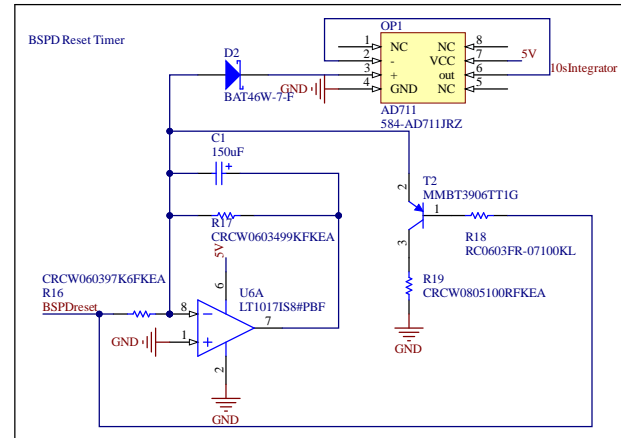 BSPD Reset Timer
OP1
D2
1 NC NC 8
2 - VCC 7 5V
3 + out 6 10sIntegrator
GND 4 GND NC 5
BAT46W-7-F
AD711
584-AD711JRZ
C1
150uF
+
2
T2
MMBT3906TT1G
1
R17
CRCW0603499KFKEA
R18
RC0603FR-07100KL
3
5V
R19
CRCW0805100RFKEA
CRCW060397K6FKEA
R16
6
U6A
LT1017IS8#PBF
BSPDreset
8
7
GND 1
GND
2
GND